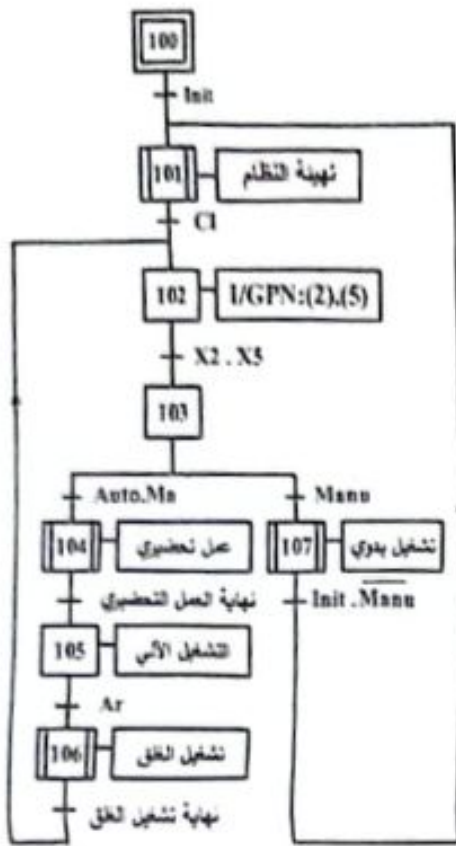 100
Init
101 تهيئة النظام
CI
102 I/GPN:(2),(5)
X2 . X5
103
Auto.Ma Manu
104 عمل تحضيري 107 تشغيل يدوي
نهاية العمل التحضيري Init . M̅a̅n̅u̅
105 التشغيل الآلي
Ar
106 تشغيل الغلق
نهاية تشغيل الغلق